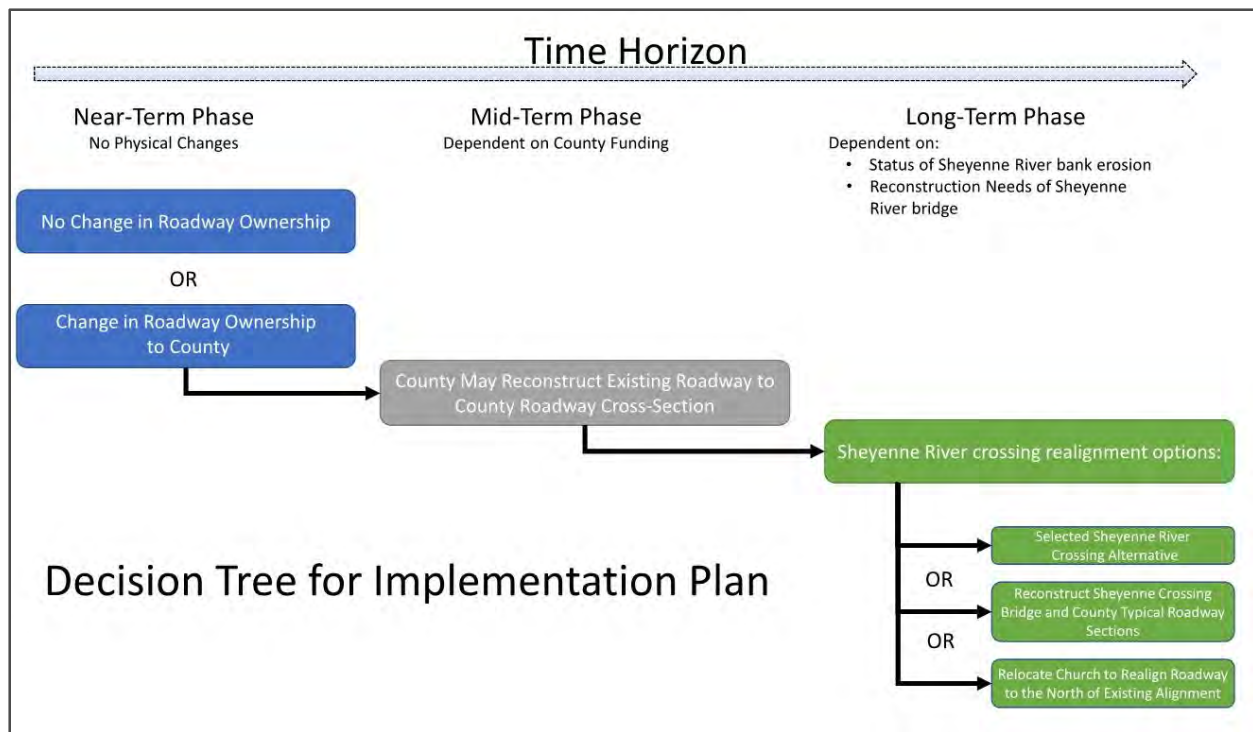 Time Horizon
Near-Term Phase
No Physical Changes
Mid-Term Phase
Dependent on County Funding
Long-Term Phase
Dependent on:
• Status of Sheyenne River bank erosion
• Reconstruction Needs of Sheyenne
River bridge
No Change in Roadway Ownership
OR
Change in Roadway Ownership
to County
County May Reconstruct Existing Roadway to
County Roadway Cross-Section
Sheyenne River crossing realignment options:
Selected Sheyenne River
Crossing Alternative
OR
Reconstruct Sheyenne Crossing
Bridge and County Typical Roadway
Sections
OR
Relocate Church to Realign Roadway
to the North of Existing Alignment
Decision Tree for Implementation Plan